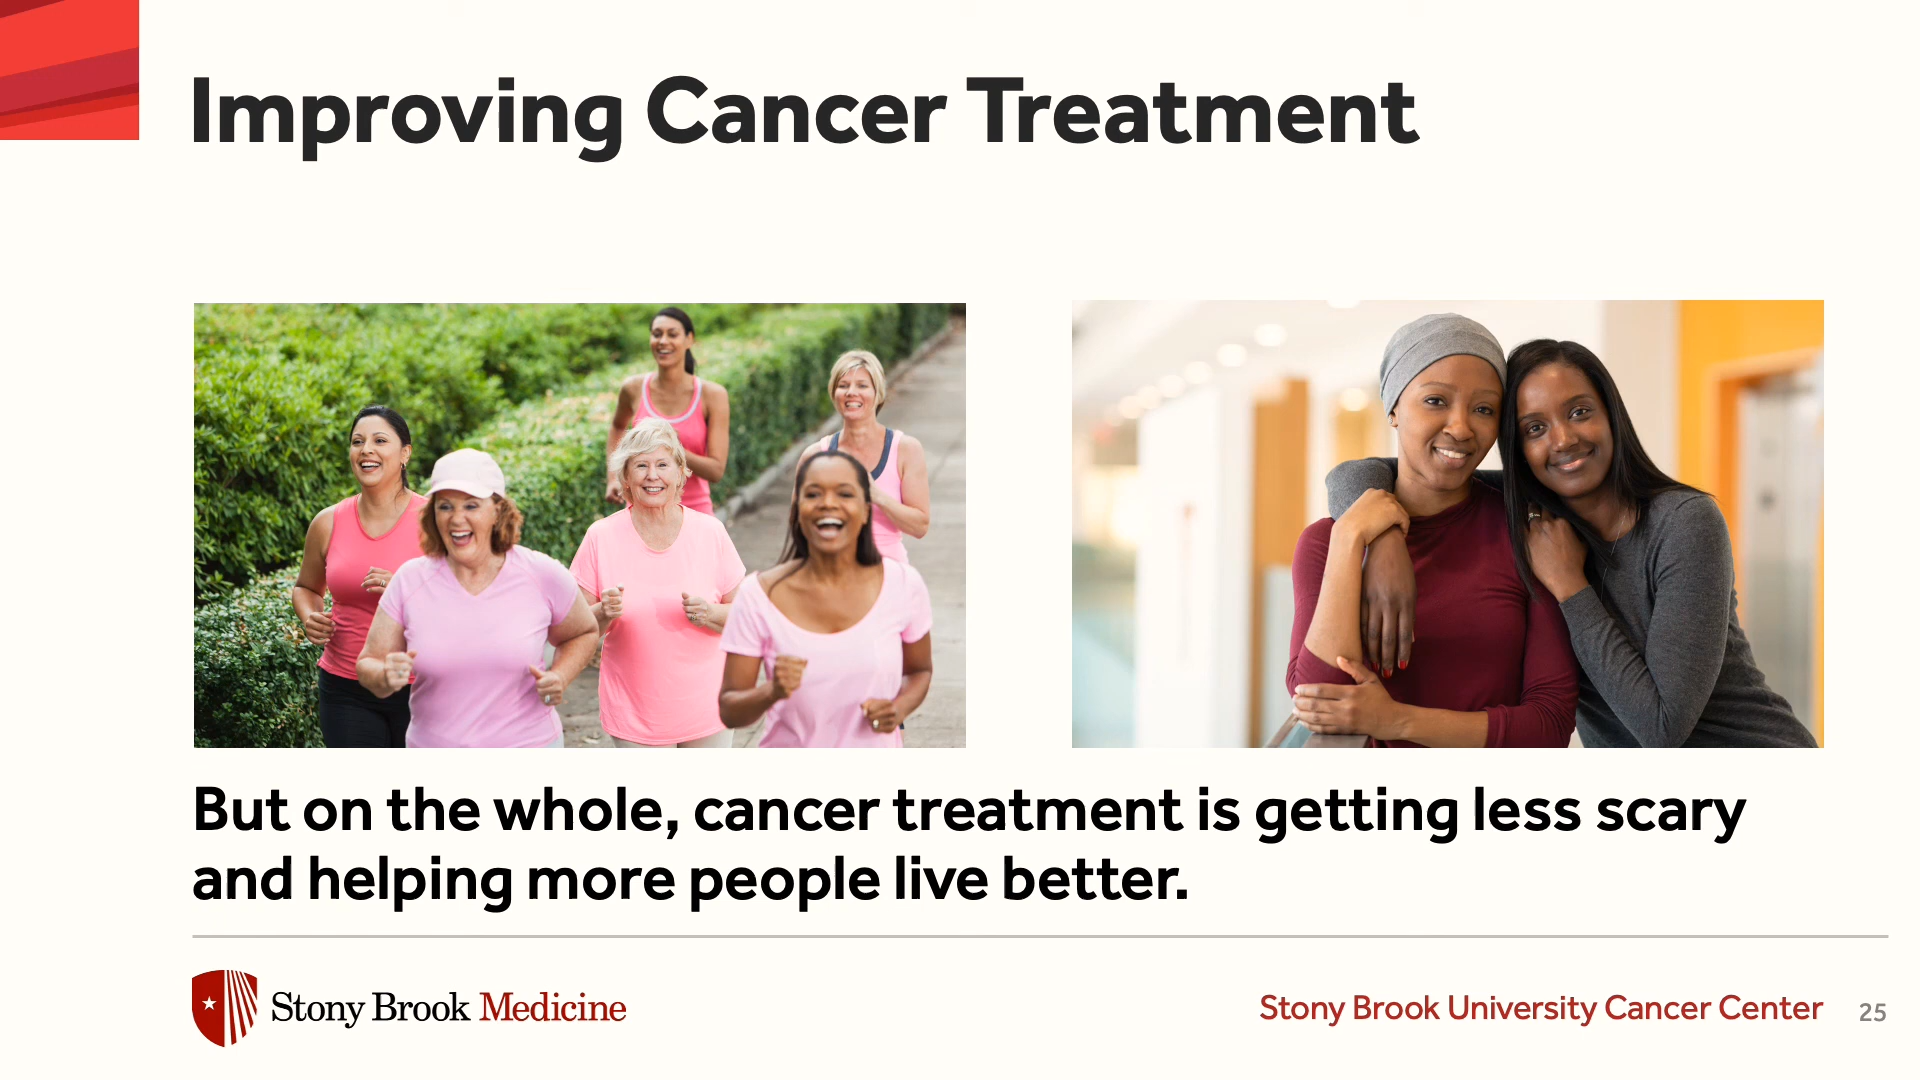 Improving Cancer Treatment
But on the whole, cancer treatment is getting less scary
and helping more people live better.
Stony Brook Medicine
Stony Brook University Cancer Center
25